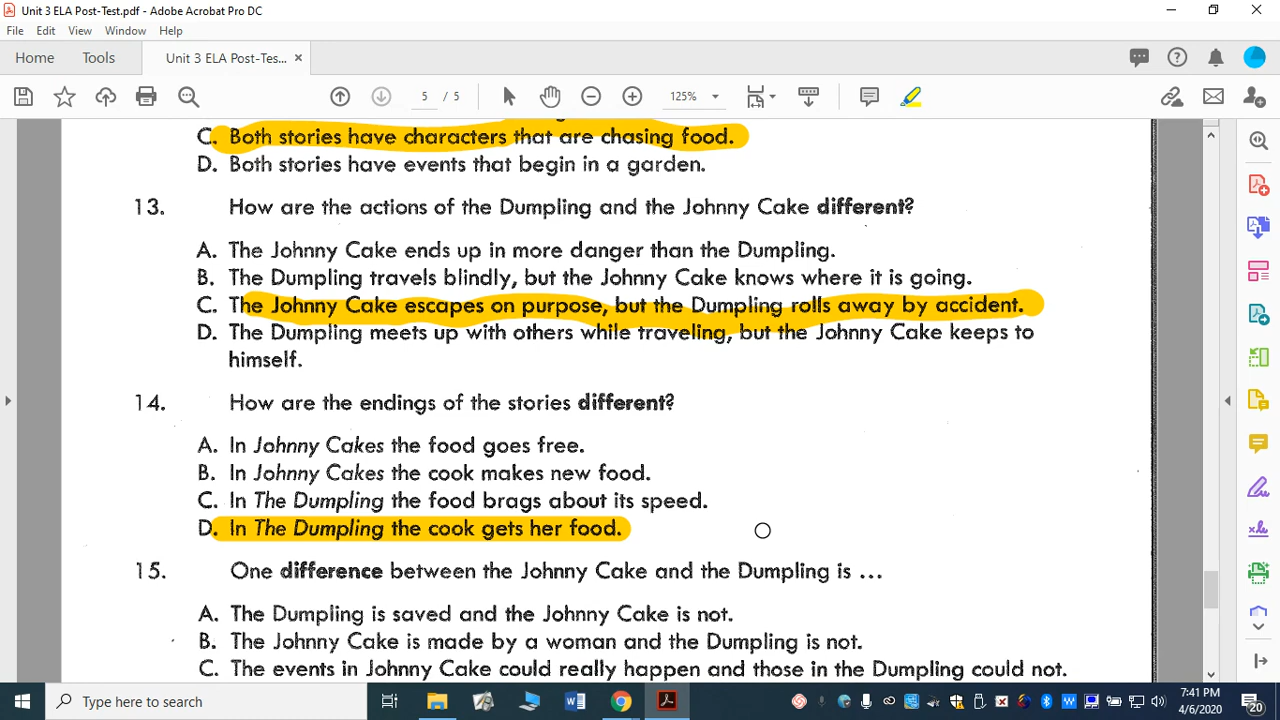 Unit 3 ELA Post-Test.pdf - Adobe Acrobat Pro DC
File Edit View Window Help
Home Tools Unit 3 ELA Post-Tes... ×
5 / 5 125%
C. Both stories have characters that are chasing food.
D. Both stories have events that begin in a garden.
13. How are the actions of the Dumpling and the Johnny Cake different?
A. The Johnny Cake ends up in more danger than the Dumpling.
B. The Dumpling travels blindly, but the Johnny Cake knows where it is going.
C. The Johnny Cake escapes on purpose, but the Dumpling rolls away by accident.
D. The Dumpling meets up with others while traveling, but the Johnny Cake keeps to
himself.
14. How are the endings of the stories different?
A. In Johnny Cakes the food goes free.
B. In Johnny Cakes the cook makes new food.
C. In The Dumpling the food brags about its speed.
D. In The Dumpling the cook gets her food.
15. One difference between the Johnny Cake and the Dumpling is ...
A. The Dumpling is saved and the Johnny Cake is not.
B. The Johnny Cake is made by a woman and the Dumpling is not.
C. The events in Johnny Cake could really happen and those in the Dumpling could not.
Type here to search
7:41 PM
4/6/2020
20